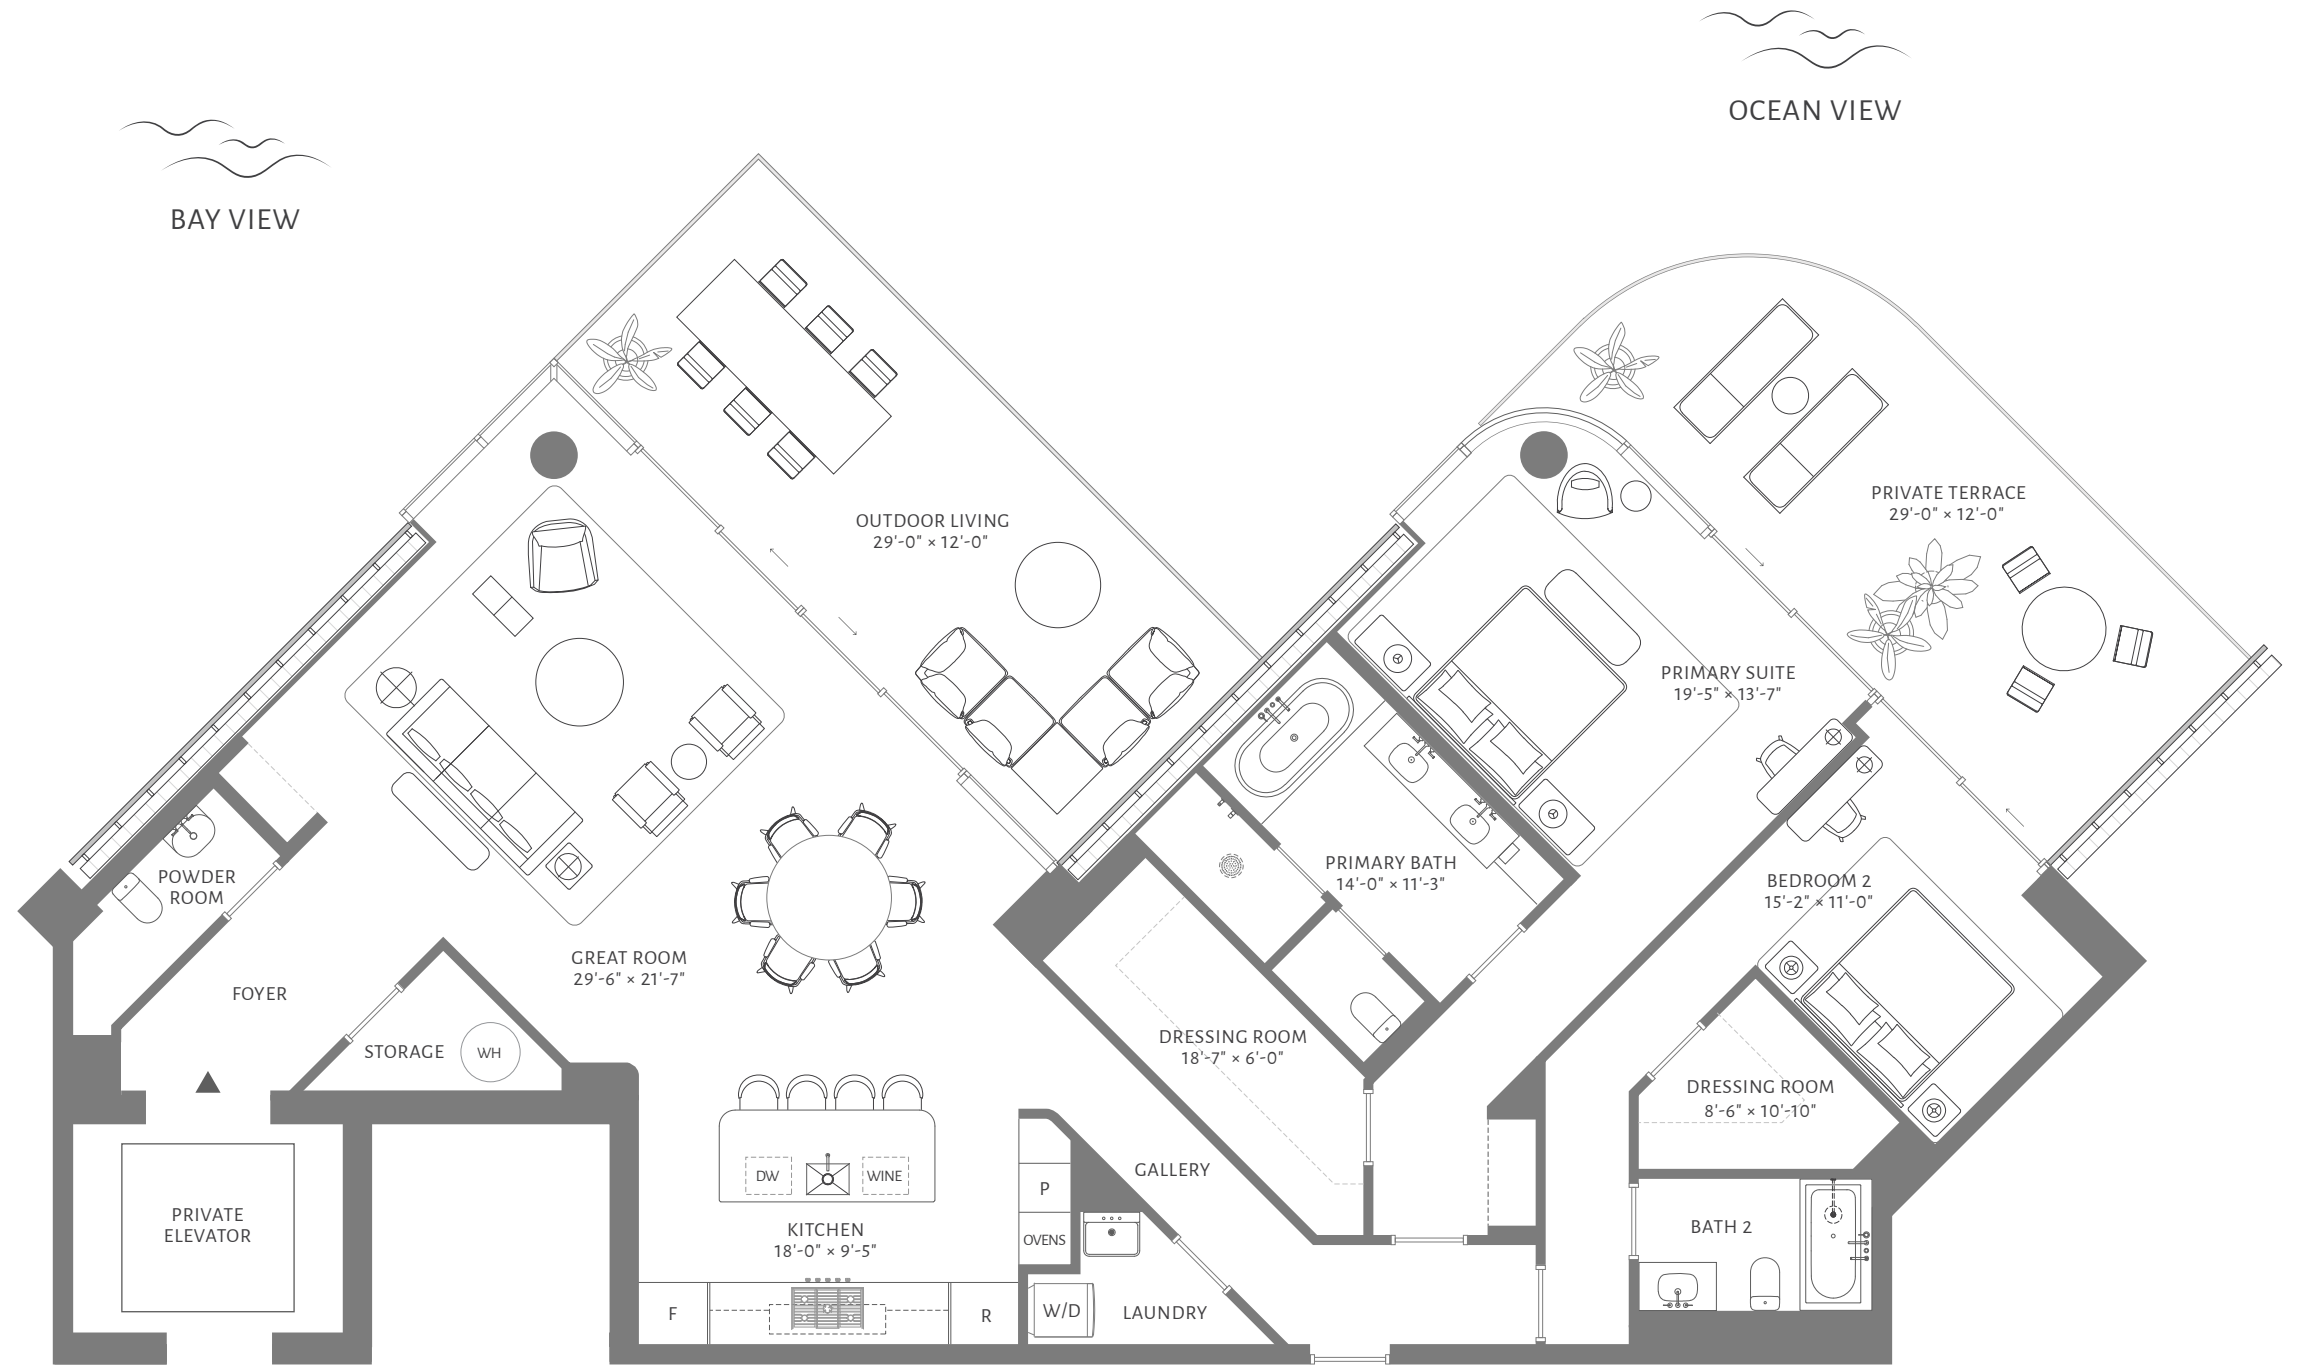 OCEAN VIEW
BAY VIEW
PRIVATE TERRACE
29'-0" × 12'-0"
OUTDOOR LIVING
29'-0" × 12'-0"
PRIMARY SUITE
19'-5" × 13'-7"
PRIMARY BATH
14'-0" × 11'-3"
BEDROOM 2
15'-2" × 11'-0"
POWDER
ROOM
GREAT ROOM
29'-6" × 21'-7"
FOYER
STORAGE
WH
DRESSING ROOM
18'-7" × 6'-0"
DRESSING ROOM
8'-6" × 10'-10"
GALLERY
DW
WINE
P
PRIVATE
ELEVATOR
KITCHEN
18'-0" × 9'-5"
OVENS
BATH 2
F
R
W/D
LAUNDRY